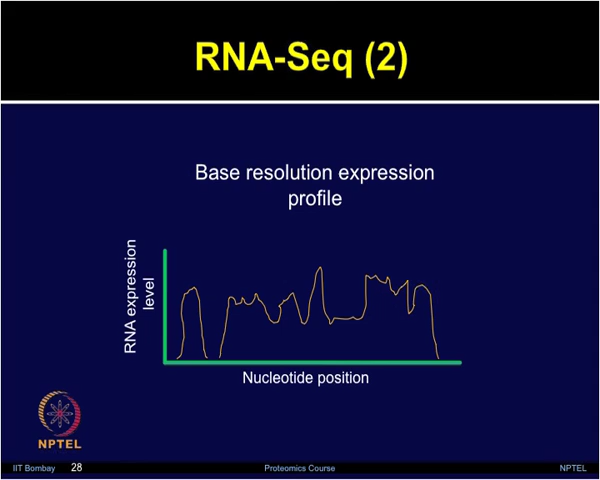 RNA-Seq (2)
Base resolution expression
profile
RNA expression
level
Nucleotide position
NPTEL
IIT Bombay 28 Proteomics Course NPTEL